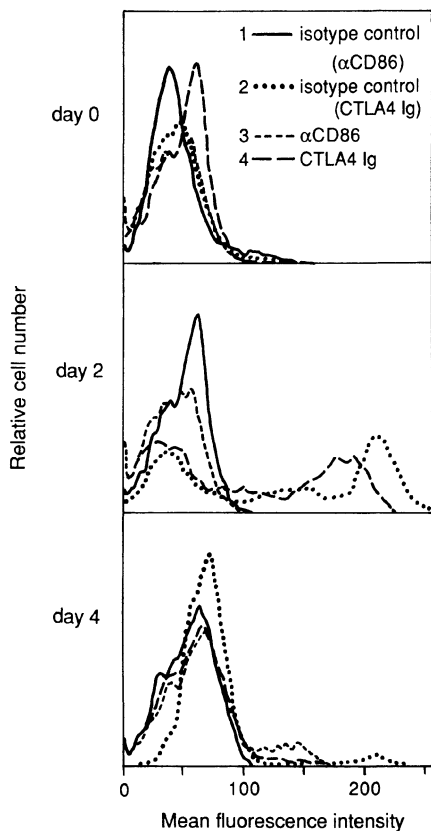 1 isotype control
(αCD86)
2 isotype control
(CTLA4 Ig)
3 αCD86
4 CTLA4 Ig
day 0
day 2
day 4
Relative cell number
0 100 200
Mean fluorescence intensity